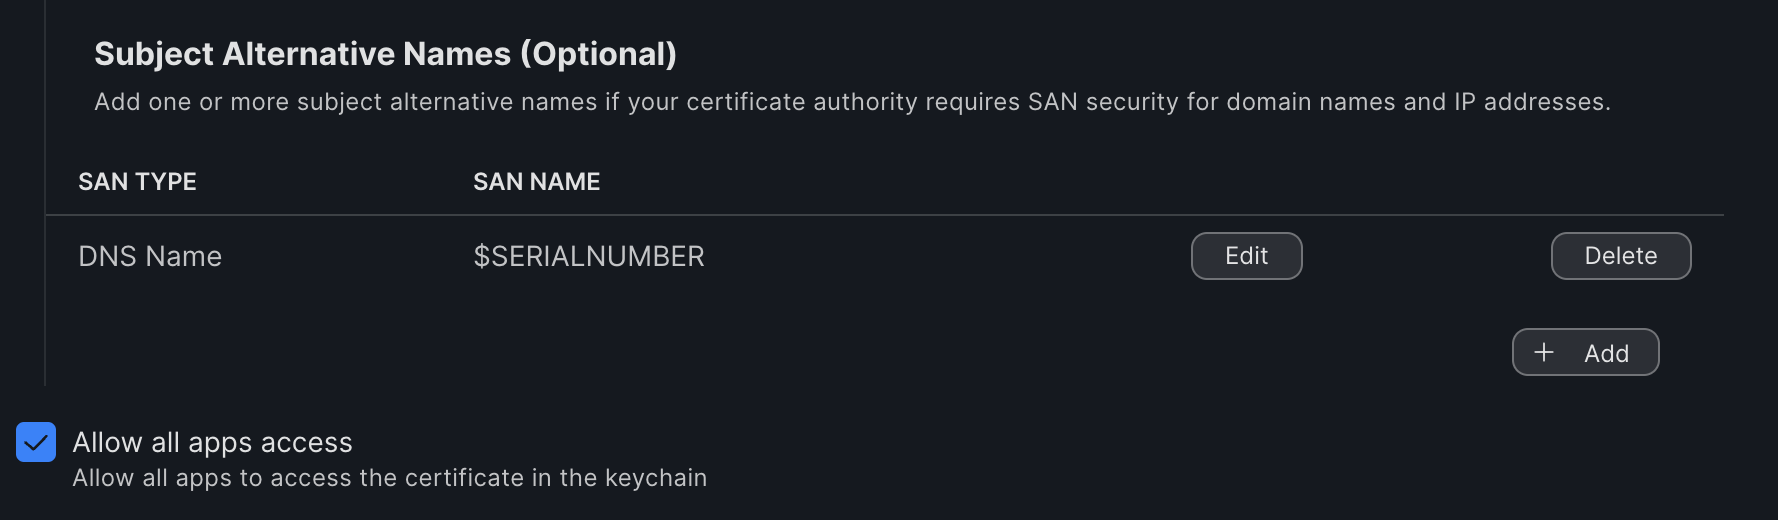 Subject Alternative Names (Optional)
Add one or more subject alternative names if your certificate authority requires SAN security for domain names and IP addresses.
SAN TYPE SAN NAME
DNS Name $SERIALNUMBER Edit Delete
+ Add
Allow all apps access
Allow all apps to access the certificate in the keychain